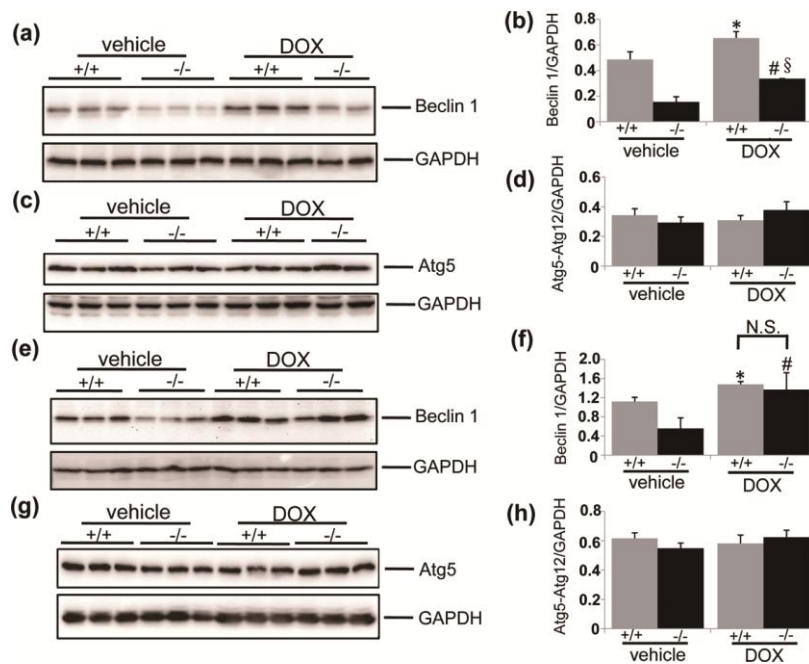 (a)
vehicle DOX
+/+ -/- +/+ -/-
Beclin 1
GAPDH
(b)
Beclin 1/GAPDH
0.8
0.6
0.4
0.2
0
*
# §
+/+ -/- +/+ -/-
vehicle DOX
(c)
vehicle DOX
+/+ -/- +/+ -/-
Atg5
GAPDH
(d)
Atg5-Atg12/GAPDH
0.6
0.4
0.2
0
+/+ -/- +/+ -/-
vehicle DOX
(e)
vehicle DOX
+/+ -/- +/+ -/-
Beclin 1
GAPDH
(f)
N.S.
Beclin 1/GAPDH
2.0
1.6
1.2
0.8
0.4
0
*
#
+/+ -/- +/+ -/-
vehicle DOX
(g)
vehicle DOX
+/+ -/- +/+ -/-
Atg5
GAPDH
(h)
Atg5-Atg12/GAPDH
0.8
0.6
0.4
0.2
0
+/+ -/- +/+ -/-
vehicle DOX